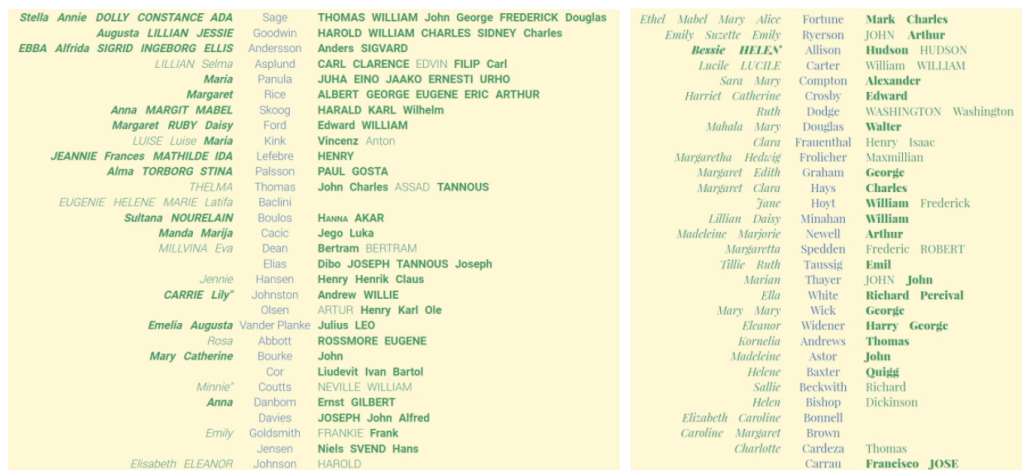 Stella Annie DOLLY CONSTANCE ADA Sage THOMAS WILLIAM John George FREDERICK Douglas
Augusta LILLIAN JESSIE Goodwin HAROLD WILLIAM CHARLES SIDNEY Charles
EBBA Alfrida SIGRID INGEBORG ELLIS Andersson Anders SIGVARD
LILLIAN Selma Asplund CARL CLARENCE EDVIN FILIP Carl
Maria Panula JUHA EINO JAAKO ERNESTI URHO
Margaret Rice ALBERT GEORGE EUGENE ERIC ARTHUR
Anna MARGIT MABEL Skoog HARALD KARL Wilhelm
Margaret RUBY Daisy Ford Edward WILLIAM
LUISE Luise Maria Kink Vincenz Anton
JEANNIE Frances MATHILDE IDA Lefebre HENRY
Alma TORBORG STINA Palsson PAUL GOSTA
THELMA Thomas John Charles ASSAD TANNOUS
EUGENIE HELENE MARIE Latifa Baclini
Sultana NOURELAIN Boulos HANNA AKAR
Manda Marija Cacic Jego Luka
MILLVINA Eva Dean Bertram BERTRAM
Elias Dibo JOSEPH TANNOUS Joseph
Jennie Hansen Henry Henrik Claus
CARRIE Lily" Johnston Andrew WILLIE
Olsen ARTUR Henry Karl Ole
Emelia Augusta Vander Planke Julius LEO
Rosa Abbott ROSSMORE EUGENE
Mary Catherine Bourke John
Cor Liudevit Ivan Bartol
Minnie" Coutts NEVILLE WILLIAM
Anna Danbom Ernst GILBERT
Davies JOSEPH John Alfred
Emily Goldsmith FRANKIE Frank
Jensen Niels SVEND Hans
Elisabeth ELEANOR Johnson HAROLD
Ethel Mabel Mary Alice Fortune Mark Charles
Emily Suzette Emily Ryerson JOHN Arthur
Bessie HELEN Allison Hudson HUDSON
Lucile LUCILE Carter William WILLIAM
Sara Mary Compton Alexander
Harriet Catherine Crosby Edward
Ruth Dodge WASHINGTON Washington
Mahala Mary Douglas Walter
Clara Frauenthal Henry Isaac
Margaretha Hedwig Frolicher Maxmillian
Margaret Edith Graham George
Margaret Clara Hays Charles
Jane Hoyt William Frederick
Lillian Daisy Minahan William
Madeleine Marjorie Newell Arthur
Margaretta Spedden Frederic ROBERT
Tillie Ruth Taussig Emil
Marian Thayer JOHN John
Ella White Richard Percival
Mary Mary Wick George
Eleanor Widener Harry George
Kornelia Andrews Thomas
Madeleine Astor John
Helene Baxter Quigg
Sallie Beckwith Richard
Helen Bishop Dickinson
Elizabeth Caroline Bonnell
Caroline Margaret Brown
Charlotte Cardeza Thomas
Carrau Francisco JOSE